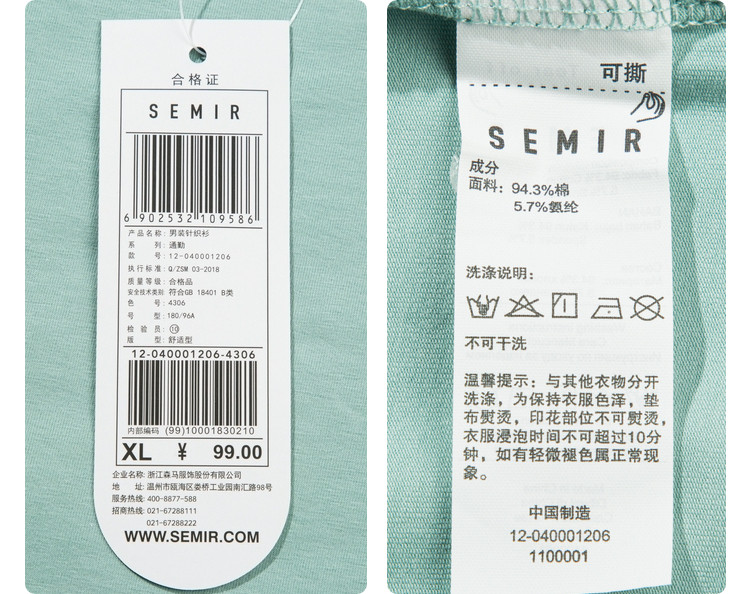 合格证
SEMIR
6 902532 109586
产品名称: 男装针织衫
系 列: 通勤
款 号: 12-040001206
执行标准: Q/ZSM 03-2018
质量等级: 合格品
安全技术类别: 符合GB 18401 B类
色 号: 4306
号 型: 180/96A
检 验 员: ⑩
版 型: 舒适型
12-040001206-4306
内部编码 (99)10001830210
XL ¥ 99.00
企业名称: 浙江森马服饰股份有限公司
地 址: 温州市瓯海区娄桥工业园南汇路98号
服务热线: 400-8877-588
招商热线: 021-67288111
021-67288222
WWW.SEMIR.COM
可撕
SEMIR
成分
面料: 94.3%棉
5.7%氨纶
洗涤说明:
不可干洗
温馨提示: 与其他衣物分开
洗涤, 为保持衣服色泽, 垫
布熨烫, 印花部位不可熨烫,
衣服浸泡时间不可超过10分
钟, 如有轻微褪色属正常现
象。
中国制造
12-040001206
1100001